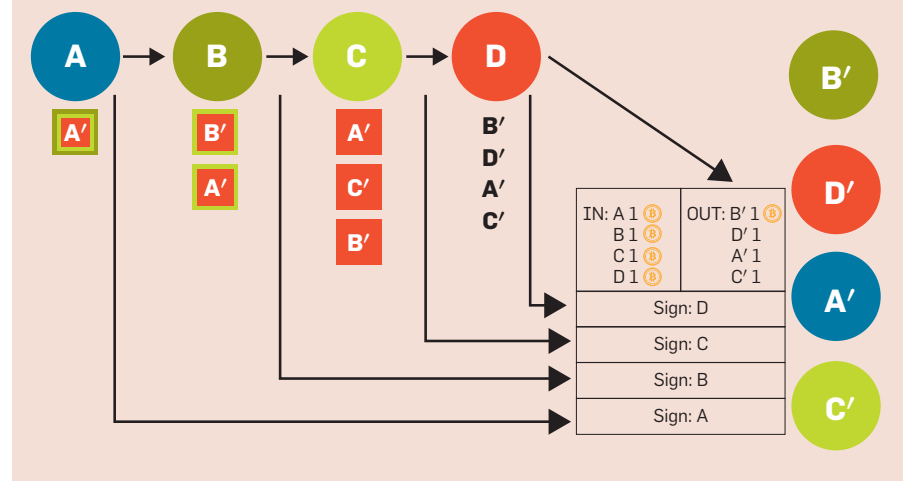 A
B
C
D
A′
B′
A′
A′
C′
B′
B′
D′
A′
C′
IN: A 1 ₿
B 1 ₿
C 1 ₿
D 1 ₿
OUT: B′ 1 ₿
D′ 1
A′ 1
C′ 1
Sign: D
Sign: C
Sign: B
Sign: A
B′
D′
A′
C′